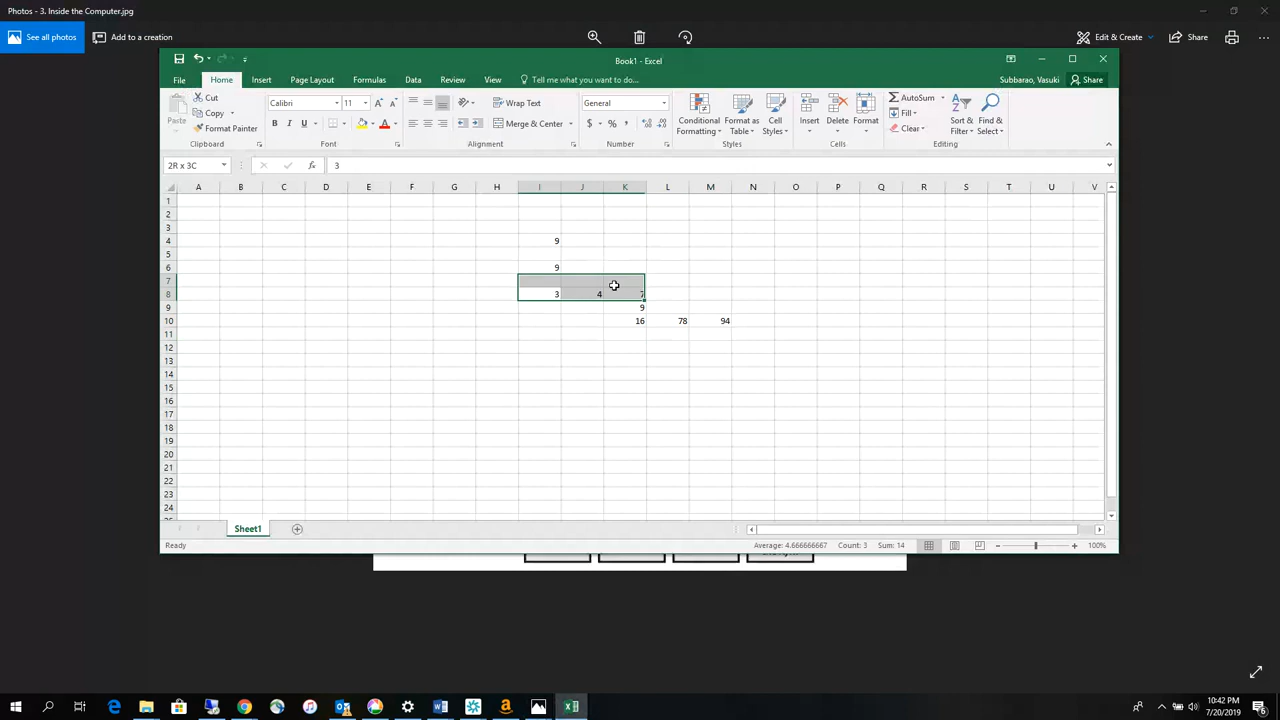 Photos - 3. Inside the Computer.jpg
See all photos
Add to a creation
Edit & Create
Share
Book1 - Excel
Subbarao, Vasuki
Share
File
Home
Insert
Page Layout
Formulas
Data
Review
View
Tell me what you want to do...
Paste
Cut
Copy
Format Painter
Clipboard
Calibri
11
B I U
Font
Wrap Text
Merge & Center
Alignment
General
$ % ,
Number
Conditional Formatting
Format as Table
Cell Styles
Styles
Insert
Delete
Format
Cells
AutoSum
Fill
Clear
Sort & Filter
Find & Select
Editing
2R x 3C
fx
3
A B C D E F G H I J K L M N O P Q R S T U V
1
2
3
4 9
5
6 9
7
8 3 4 7
9 9
10 16 78 94
11
12
13
14
15
16
17
18
19
20
21
22
23
24
Sheet1
Ready
Average: 4.666666667 Count: 3 Sum: 14
100%
10:42 PM
7/20/2019